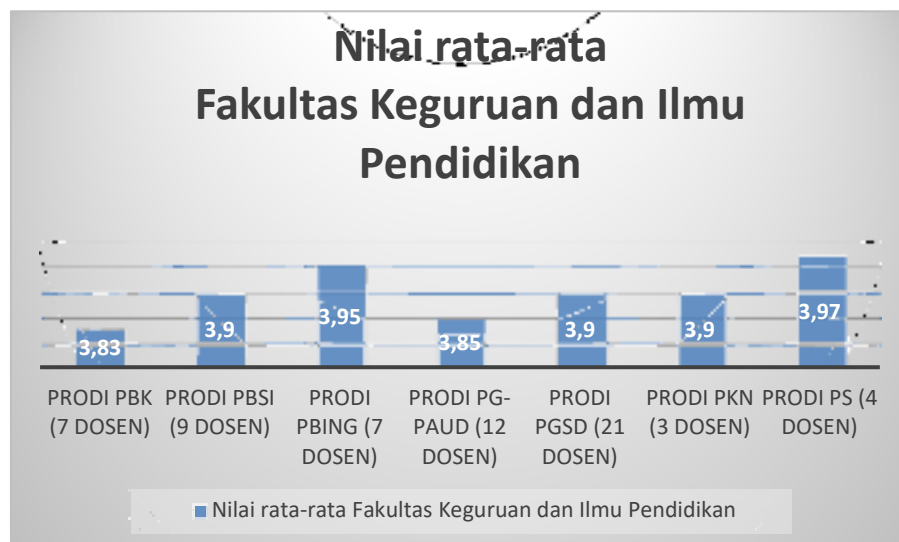 Nilai rata-rata
Fakultas Keguruan dan Ilmu
Pendidikan
3,83
3,9
3,95
3,85
3,9
3,9
3,97
PRODI PBK
(7 DOSEN)
PRODI PBSI
(9 DOSEN)
PRODI
PBING (7
DOSEN)
PRODI PG-
PAUD (12
DOSEN)
PRODI
PGSD (21
DOSEN)
PRODI PKN
(3 DOSEN)
PRODI PS (4
DOSEN)
Nilai rata-rata Fakultas Keguruan dan Ilmu Pendidikan